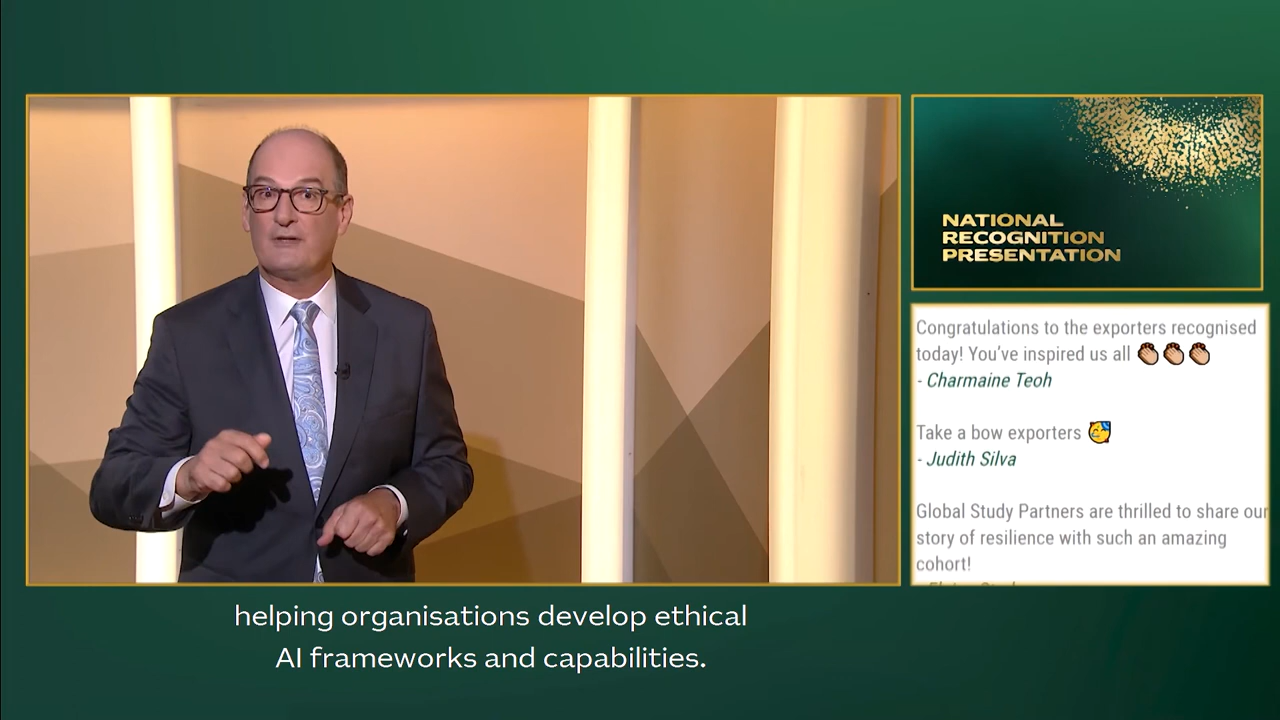 NATIONAL
RECOGNITION
PRESENTATION
Congratulations to the exporters recognised
today! You've inspired us all 👏👏👏
- Charmaine Teoh
Take a bow exporters 🥳
- Judith Silva
Global Study Partners are thrilled to share our
story of resilience with such an amazing
cohort!
helping organisations develop ethical
AI frameworks and capabilities.